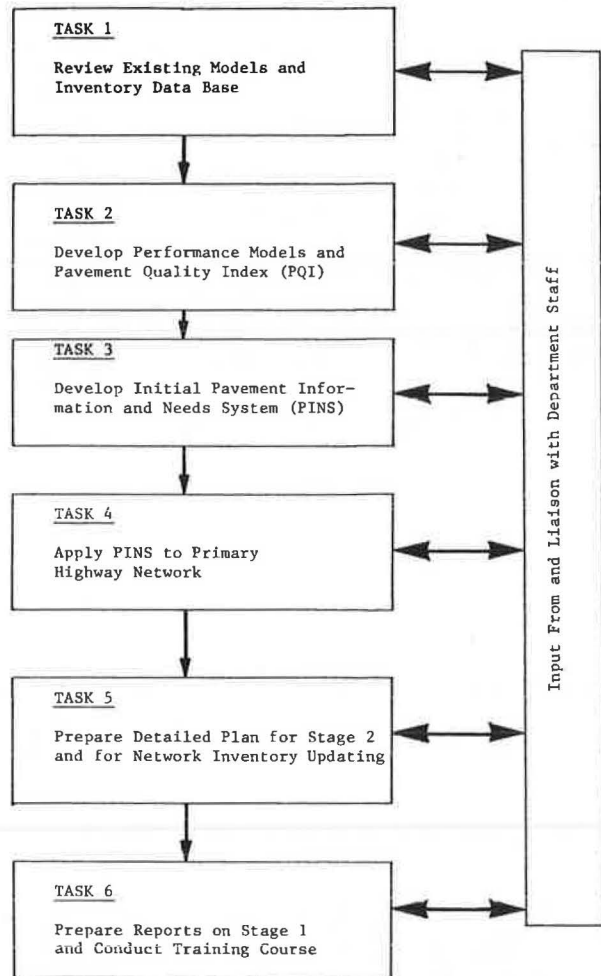 TASK 1
Review Existing Models and
Inventory Data Base
TASK 2
Develop Performance Models and
Pavement Quality Index (PQI)
TASK 3
Develop Initial Pavement Infor-
mation and Needs System (PINS)
TASK 4
Apply PINS to Primary
Highway Network
TASK 5
Prepare Detailed Plan for Stage 2
and for Network Inventory Updating
TASK 6
Prepare Reports on Stage 1
and Conduct Training Course
Input From and Liaison with Department Staff